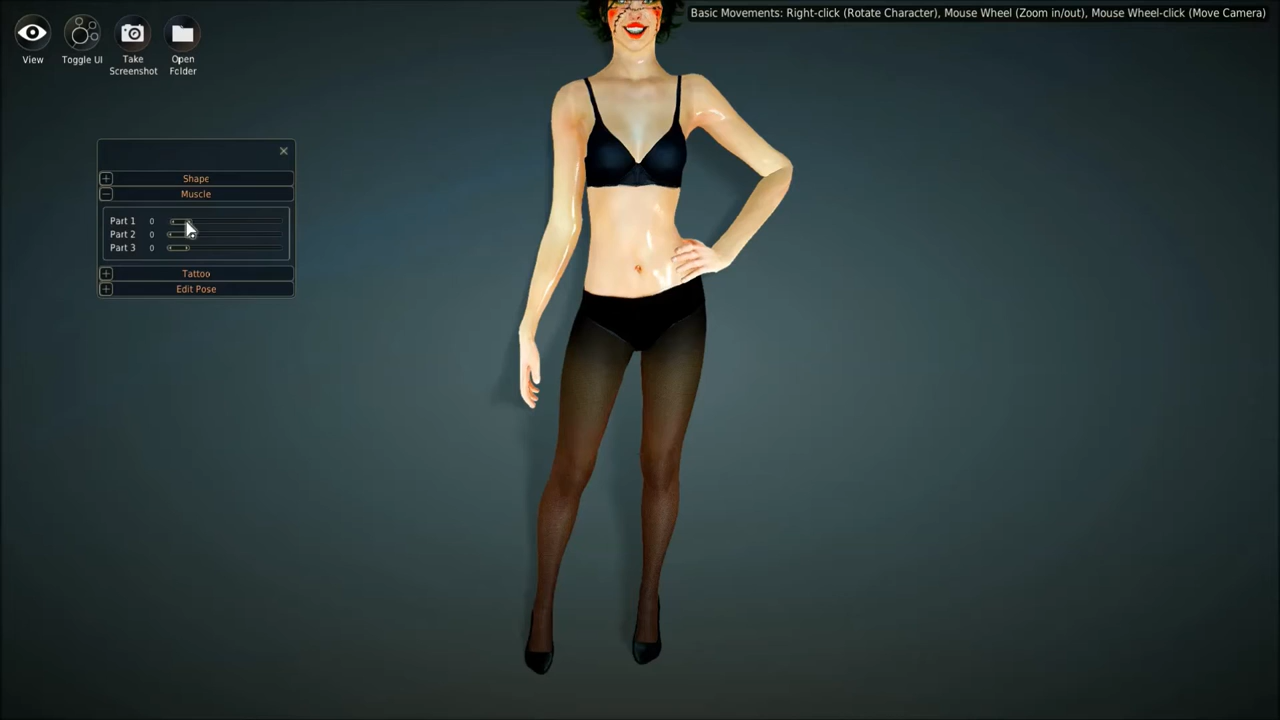 Basic Movements: Right-click (Rotate Character), Mouse Wheel (Zoom in/out), Mouse Wheel-click (Move Camera)
View
Toggle UI
Take
Screenshot
Open
Folder
Shape
Muscle
Part 1 0
Part 2 0
Part 3 0
Tattoo
Edit Pose